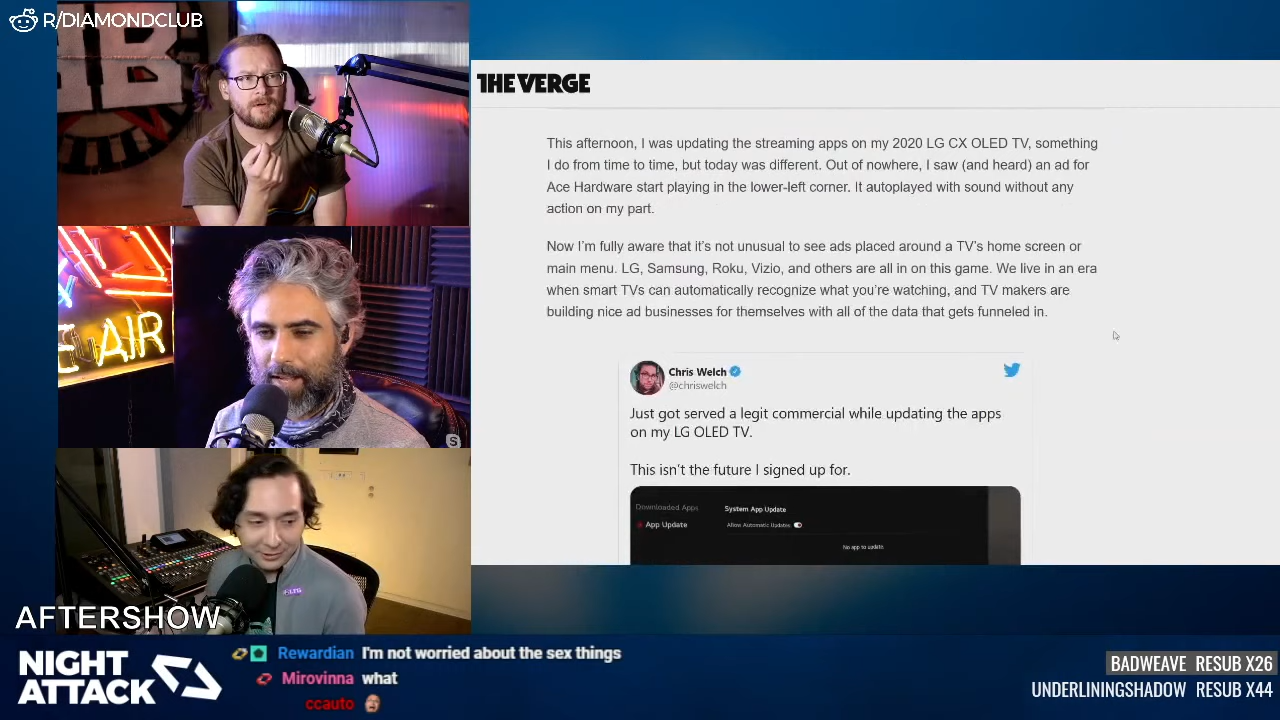 R/DIAMONDCLUB
THE VERGE
This afternoon, I was updating the streaming apps on my 2020 LG CX OLED TV, something
I do from time to time, but today was different. Out of nowhere, I saw (and heard) an ad for
Ace Hardware start playing in the lower-left corner. It autoplayed with sound without any
action on my part.
Now I'm fully aware that it's not unusual to see ads placed around a TV's home screen or
main menu. LG, Samsung, Roku, Vizio, and others are all in on this game. We live in an era
when smart TVs can automatically recognize what you're watching, and TV makers are
building nice ad businesses for themselves with all of the data that gets funneled in.
Chris Welch
@chriswelch
Just got served a legit commercial while updating the apps
on my LG OLED TV.
This isn't the future I signed up for.
Downloaded Apps
System App Update
App Update
Allow Automatic Updates
No app to update.
AIR
S
AFTERSHOW
NIGHT
ATTACK
Rewardian I'm not worried about the sex things
Mirovinna what
ccauto
BADWEAVE RESUB X26
UNDERLININGSHADOW RESUB X44